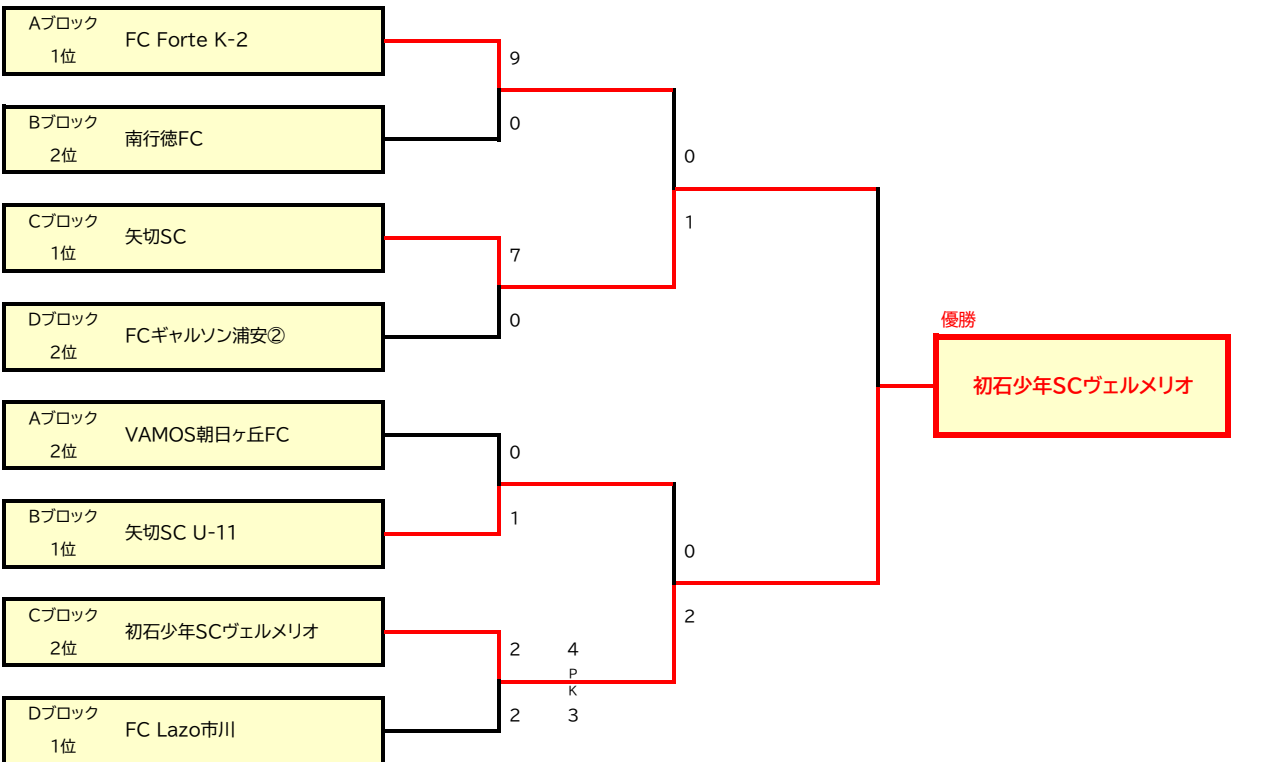 Aブロック
1位
FC Forte K-2
9
Bブロック
2位
南行徳FC
0
0
Cブロック
1位
矢切SC
7
1
Dブロック
2位
FCギャルソン浦安②
0
優勝
初石少年SCヴェルメリオ
Aブロック
2位
VAMOS朝日ヶ丘FC
0
Bブロック
1位
矢切SC U-11
1
0
Cブロック
2位
初石少年SCヴェルメリオ
2
4
2
P
K
Dブロック
1位
FC Lazo市川
2
3